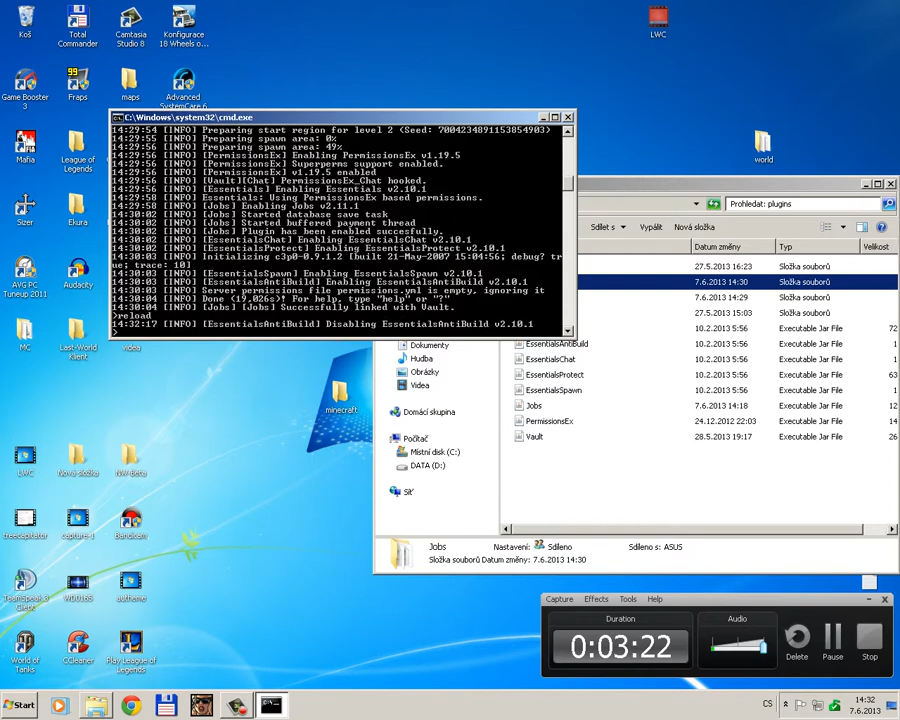 Koš
Total
Commander
Camtasia
Studio 8
Konfigurace
18 Wheels o...
LWC
Game Booster
3
Fraps
maps
Advanced
SystemCare 6
Mafia
League of
Legends
world
Sizer
Ekura
AVG PC
Tuneup 2011
Audacity
MC
Last-World
Klient
videa
minecraft
LWC
Nová složka
NW-beta
treecapitator
capture-1
Bandicam
TeamSpeak 3
Client
WD0165
autheme
World of
Tanks
CCleaner
Play League of
Legends
C:\Windows\system32\cmd.exe
14:29:54 [INFO] Preparing start region for level 2 (Seed: 7004234891153854903)
14:29:55 [INFO] Preparing spawn area: 0%
14:29:56 [INFO] Preparing spawn area: 49%
14:29:56 [INFO] [PermissionsEx] Enabling PermissionsEx v1.19.5
14:29:56 [INFO] [PermissionsEx] Superperms support enabled.
14:29:56 [INFO] [PermissionsEx] v1.19.5 enabled
14:29:56 [INFO] [Vault][Chat] PermissionsEx_Chat hooked.
14:29:56 [INFO] [Essentials] Enabling Essentials v2.10.1
14:29:58 [INFO] Essentials: Using PermissionsEx based permissions.
14:29:58 [INFO] [Jobs] Enabling Jobs v2.11.1
14:30:02 [INFO] [Jobs] Started database save task
14:30:02 [INFO] [Jobs] Started buffered payment thread
14:30:02 [INFO] [Jobs] Plugin has been enabled succesfully.
14:30:02 [INFO] [EssentialsChat] Enabling EssentialsChat v2.10.1
14:30:02 [INFO] [EssentialsProtect] Enabling EssentialsProtect v2.10.1
14:30:03 [INFO] Initializing c3p0-0.9.1.2 [built 21-May-2007 15:04:56; debug? tr
ue; trace: 10]
14:30:03 [INFO] [EssentialsSpawn] Enabling EssentialsSpawn v2.10.1
14:30:03 [INFO] [EssentialsAntiBuild] Enabling EssentialsAntiBuild v2.10.1
14:30:03 [INFO] Server permissions file permissions.yml is empty, ignoring it
14:30:04 [INFO] Done (19,026s)! For help, type "help" or "?"
14:30:04 [INFO] [Jobs] [Jobs] Successfully linked with Vault.
>reload
14:32:17 [INFO] [EssentialsAntiBuild] Disabling EssentialsAntiBuild v2.10.1
>
Prohledat: plugins
Sdílet s
Vypálit
Nová složka
Datum změny
Typ
Velikost
27.5.2013 16:23 Složka souborů
7.6.2013 14:30 Složka souborů
7.6.2013 14:30 Složka souborů
27.5.2013 15:03 Složka souborů
10.2.2013 5:56 Executable Jar File 72
EssentialsAntiBuild 10.2.2013 5:56 Executable Jar File 1
EssentialsChat 10.2.2013 5:56 Executable Jar File 1
EssentialsProtect 10.2.2013 5:56 Executable Jar File 63
EssentialsSpawn 10.2.2013 5:56 Executable Jar File 1
Jobs 7.6.2013 14:18 Executable Jar File 12
PermissionsEx 24.12.2012 22:03 Executable Jar File 14
Vault 28.5.2013 19:17 Executable Jar File
Dokumenty
Hudba
Obrázky
Videa
Domácí skupina
Počítač
Místní disk (C:)
DATA (D:)
Síť
Jobs Nastavení: Sdíleno Sdíleno s: ASUS
Složka souborů Datum změny: 7.6.2013 14:30
Capture Effects Tools Help
Duration
0:03:22
Audio
Delete
Pause
Stop
Start
CS
14:32
7.6.2013